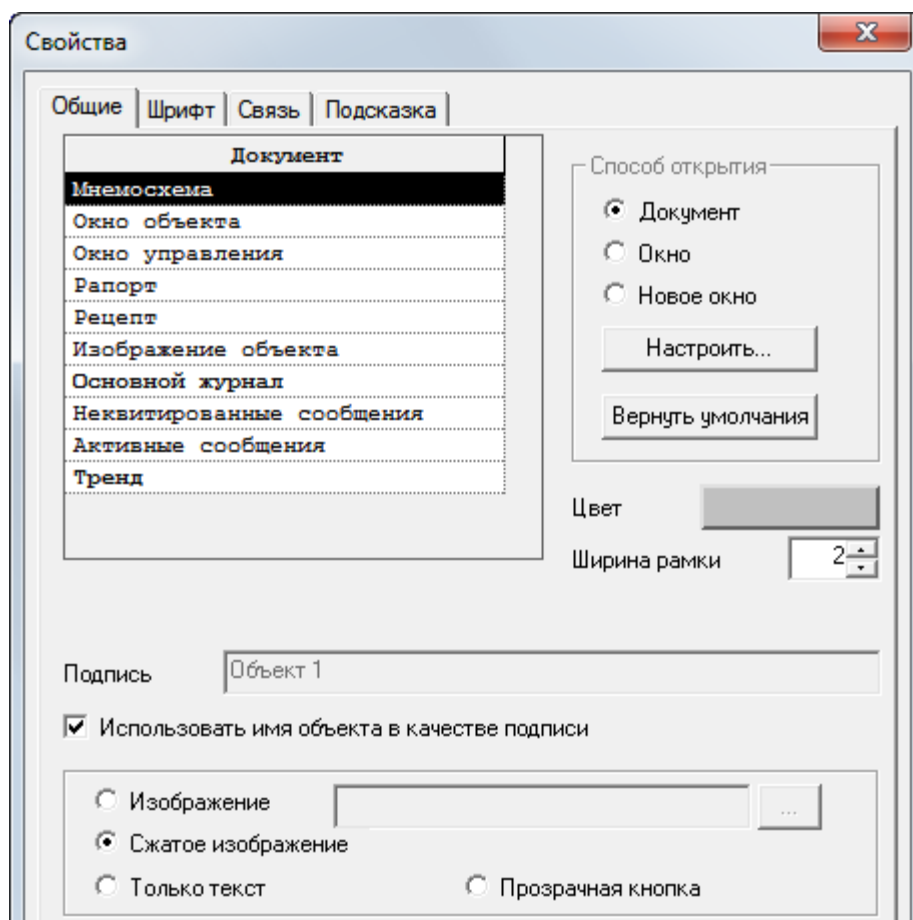 Свойства
Общие Шрифт Связь Подсказка
Документ
Мнемосхема
Окно объекта
Окно управления
Рапорт
Рецепт
Изображение объекта
Основной журнал
Неквитированные сообщения
Активные сообщения
Тренд
Способ открытия
Документ
Окно
Новое окно
Настроить...
Вернуть умолчания
Цвет
Ширина рамки 2
Подпись Объект 1
Использовать имя объекта в качестве подписи
Изображение ...
Сжатое изображение
Только текст Прозрачная кнопка